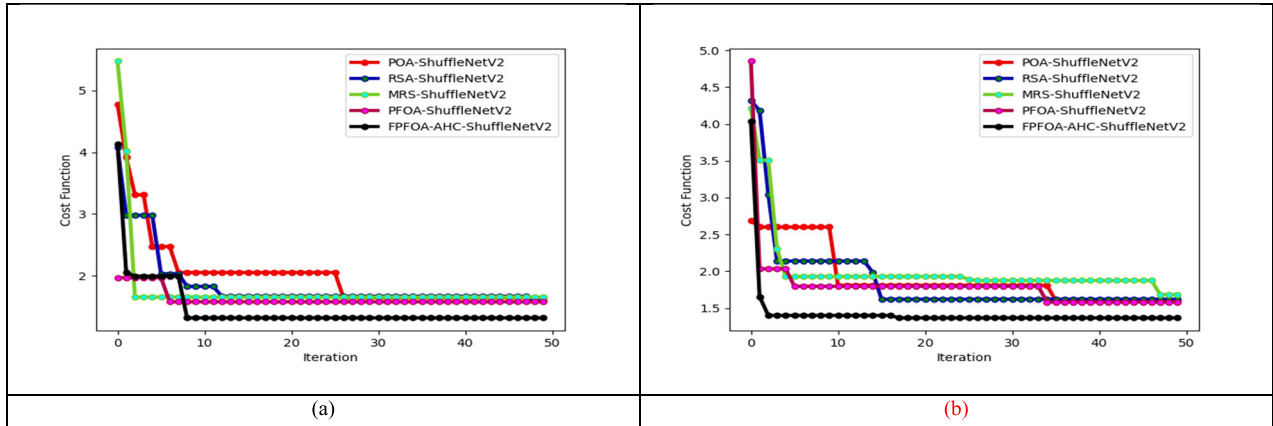 POA-ShuffleNetV2
RSA-ShuffleNetV2
MRS-ShuffleNetV2
PFOA-ShuffleNetV2
FPFOA-AHC-ShuffleNetV2
5
4
3
2
Cost Function
0 10 20 30 40 50
Iteration
(a)
POA-ShuffleNetV2
RSA-ShuffleNetV2
MRS-ShuffleNetV2
PFOA-ShuffleNetV2
FPFOA-AHC-ShuffleNetV2
5.0
4.5
4.0
3.5
3.0
2.5
2.0
1.5
Cost Function
0 10 20 30 40 50
Iteration
(b)